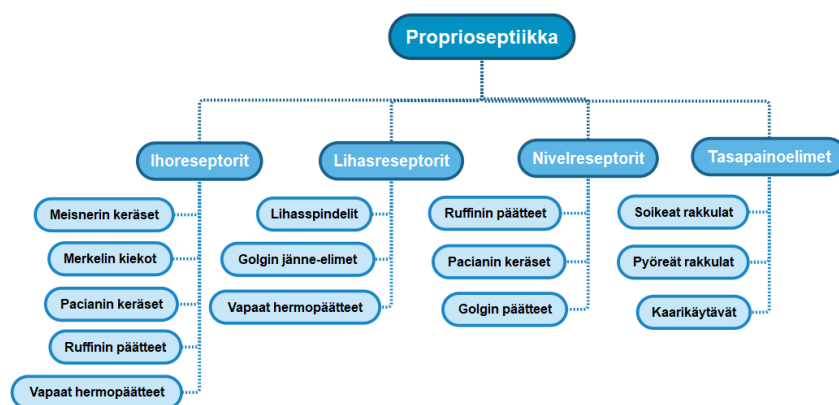 Proprioseptiikka
Ihoreseptorit
Meisnerin keräset
Merkelin kiekot
Pacianin keräset
Ruffinin päätteet
Vapaat hermopäätteet
Lihasreseptorit
Lihasspindelit
Golgin jänne-elimet
Vapaat hermopäätteet
Nivelreseptorit
Ruffinin päätteet
Pacianin keräset
Golgin päätteet
Tasapainoelimet
Soikeat rakkulat
Pyöreät rakkulat
Kaarikäytävät